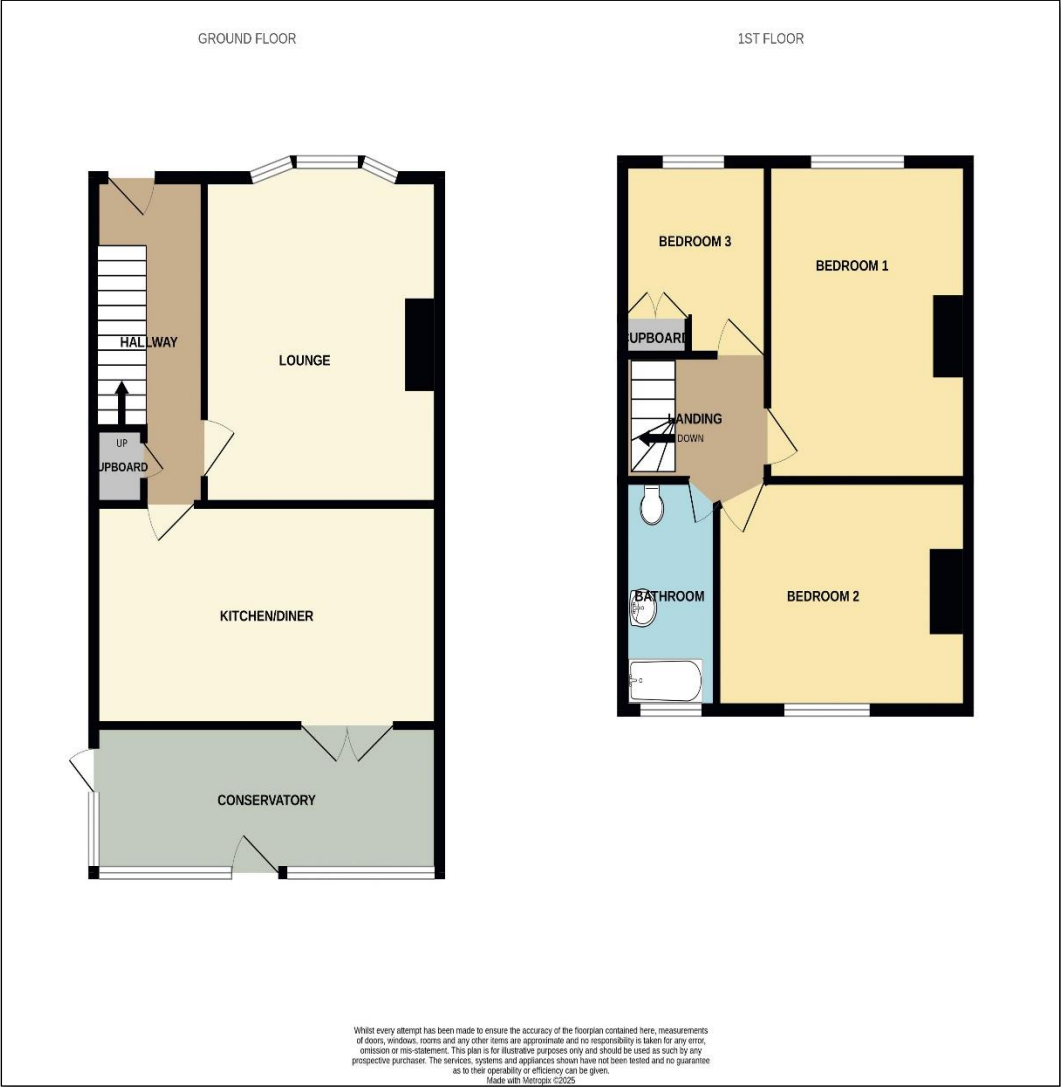 GROUND FLOOR
1ST FLOOR
HALLWAY
LOUNGE
UP
UPBOARD
KITCHEN/DINER
CONSERVATORY
BEDROOM 3
BEDROOM 1
CUPBOARD
LANDING
DOWN
BATHROOM
BEDROOM 2
Whilst every attempt has been made to ensure the accuracy of the floorplan contained here, measurements
of doors, windows, rooms and any other items are approximate and no responsibility is taken for any error,
omission or mis-statement. This plan is for illustrative purposes only and should be used as such by any
prospective purchaser. The services, systems and appliances shown have not been tested and no guarantee
as to their operability or efficiency can be given.
Made with Metropix ©2025